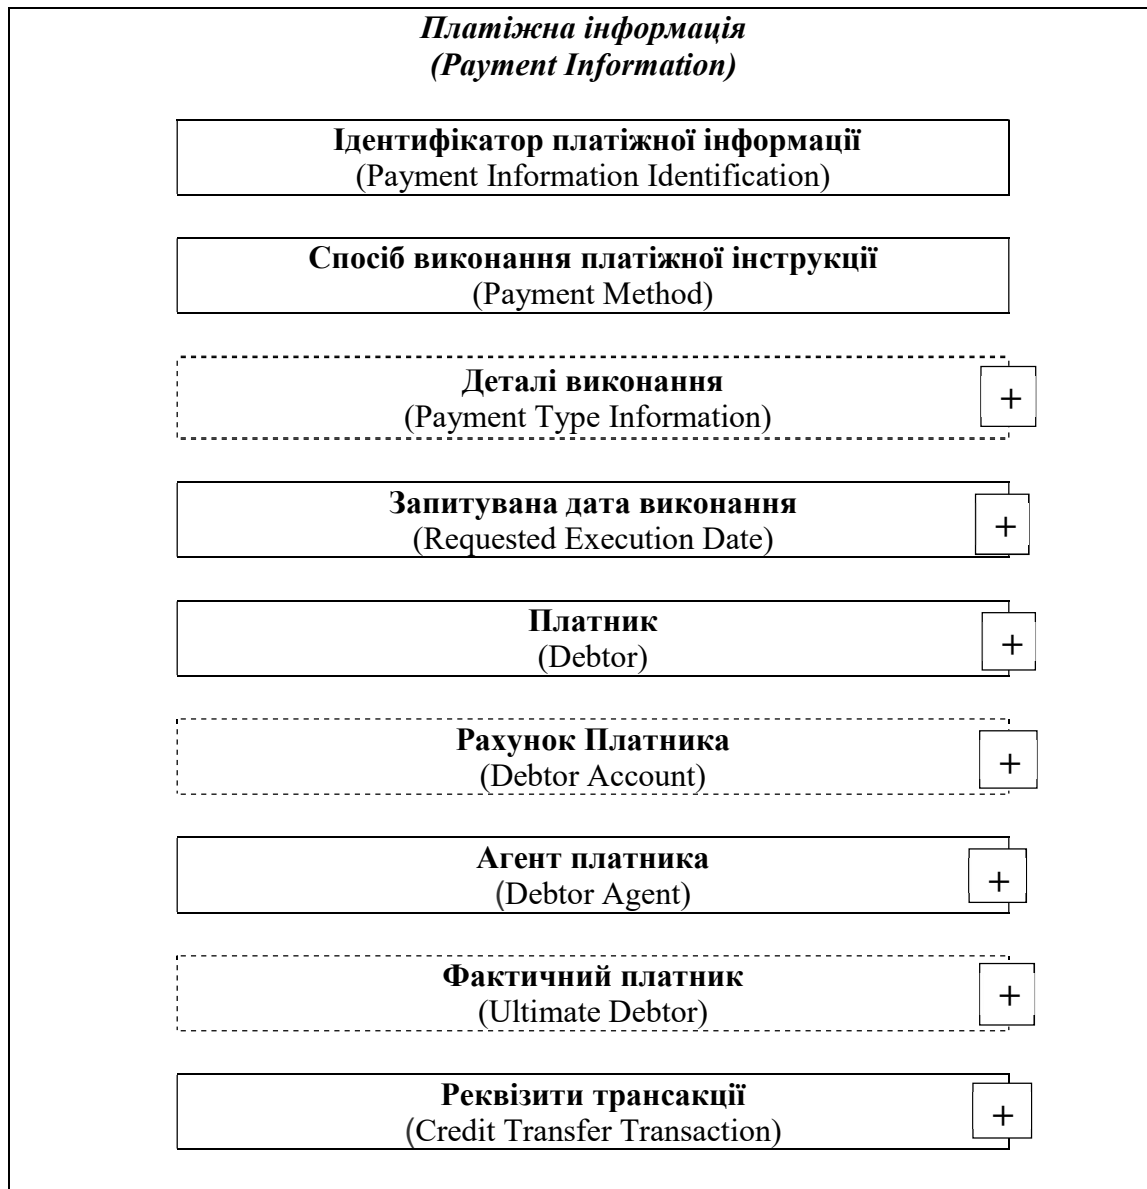 Платіжна інформація
(Payment Information)
Ідентифікатор платіжної інформації
(Payment Information Identification)
Спосіб виконання платіжної інструкції
(Payment Method)
Деталі виконання
(Payment Type Information)
+
Запитувана дата виконання
(Requested Execution Date)
+
Платник
(Debtor)
+
Рахунок Платника
(Debtor Account)
+
Агент платника
(Debtor Agent)
+
Фактичний платник
(Ultimate Debtor)
+
Реквізити трансакції
(Credit Transfer Transaction)
+